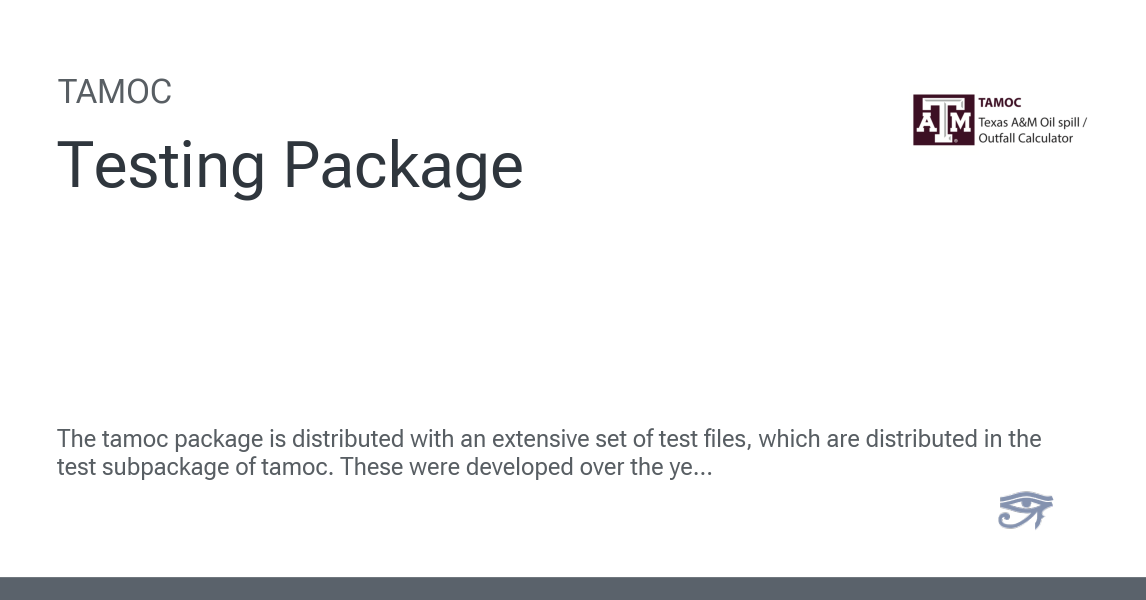 TAMOC
Testing Package
ATM
TAMOC
Texas A&M Oil spill /
Outfall Calculator
The tamoc package is distributed with an extensive set of test files, which are distributed in the
test subpackage of tamoc. These were developed over the ye...